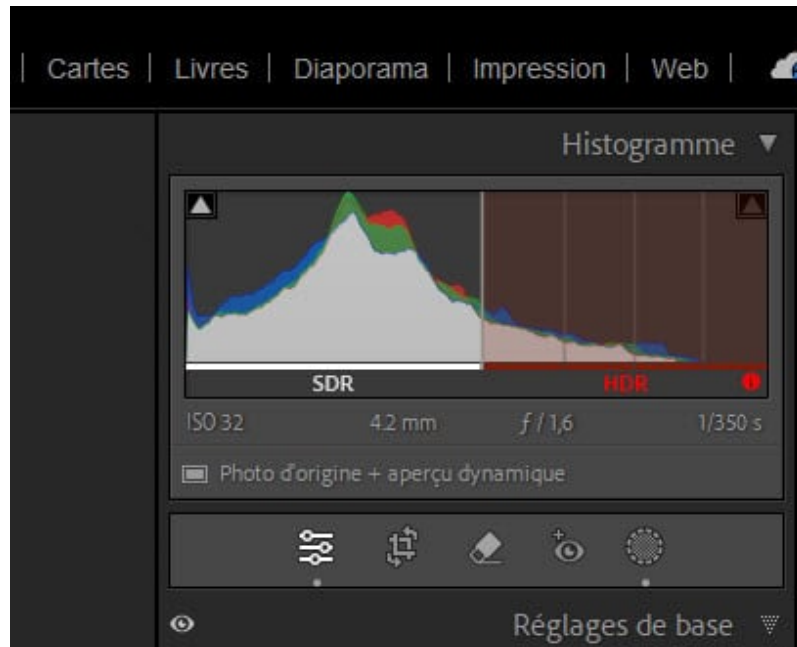 | Cartes | Livres | Diaporama | Impression | Web |
Histogramme ▼
SDR HDR
ISO 32 4.2 mm ƒ / 1,6 1/350 s
Photo d'origine + aperçu dynamique
Réglages de base